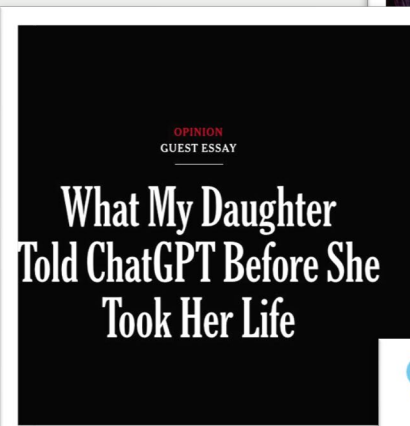 OPINION
GUEST ESSAY
What My Daughter
Told ChatGPT Before She
Took Her Life